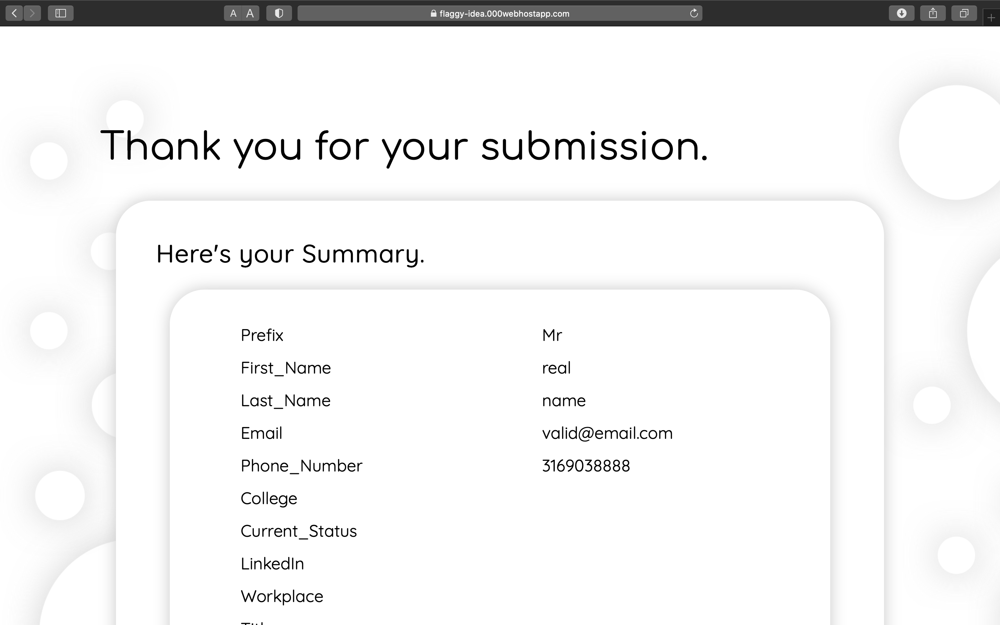 A A flaggy-idea.000webhostapp.com
Thank you for your submission.
Here's your Summary.
Prefix Mr
First_Name real
Last_Name name
Email valid@email.com
Phone_Number 3169038888
College
Current_Status
LinkedIn
Workplace